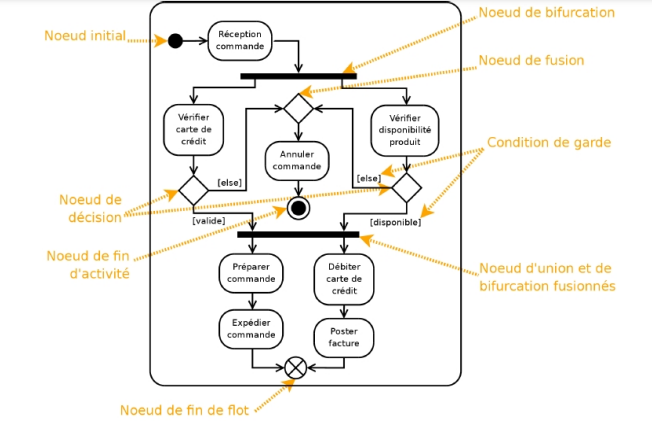 Noeud de bifurcation
Noeud initial
Réception
commande
Noeud de fusion
Vérifier
carte de
crédit
Vérifier
disponibilité
produit
Condition de garde
Annuler
commande
[else]
[else]
Noeud de
décision
[valide]
[disponible]
Noeud de fin
d'activité
Préparer
commande
Débiter
carte de
crédit
Noeud d'union et de
bifurcation fusionnés
Expédier
commande
Poster
facture
Noeud de fin de flot